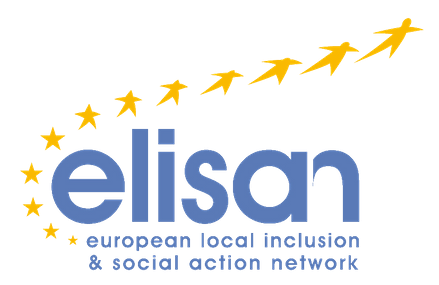 elisan
european local inclusion
& social action network